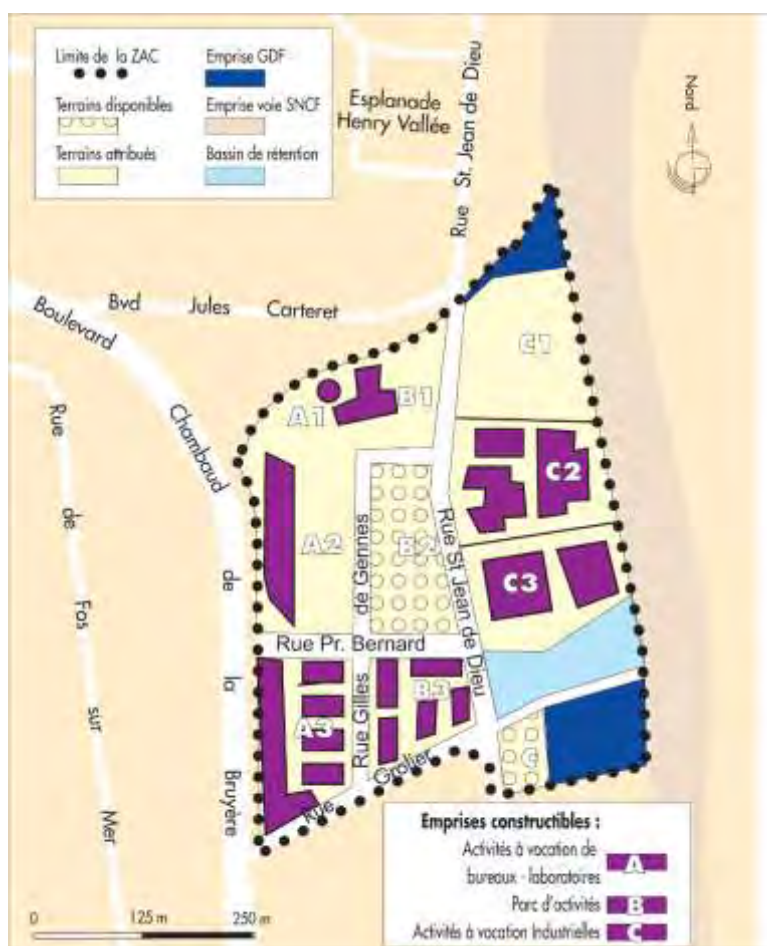 Limite de la ZAC
Emprise GDF
Terrains disponibles
Emprise voie SNCF
Terrains attribués
Bassin de rétention
Esplanade
Henry Vallée
Rue St. Jean de Dieu
Nord
Boulevard Chambaud de la Bruyère
Bvd Jules Carteret
Rue de Fos sur Mer
C1
A1
B1
C2
A2
B2
C3
Rue Gilles de Gennes
Rue St Jean de Dieu
Rue Pr. Bernard
A3
B3
Rue Grolier
Emprises constructibles :
Activités à vocation de
bureaux - laboratoires
A
Parc d'activités
B
Activités à vocation Industrielles
C
0 125 m 250 m